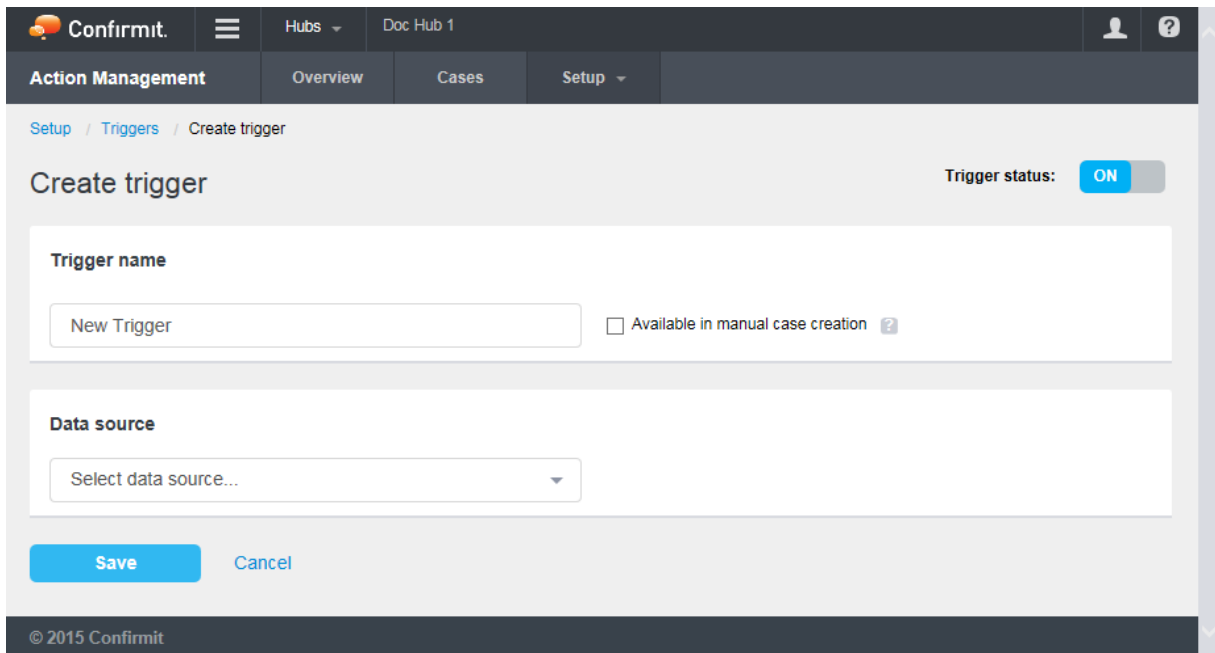 Confirmit. Hubs Doc Hub 1
Action Management Overview Cases Setup
Setup / Triggers / Create trigger
Create trigger Trigger status: ON
Trigger name
New Trigger Available in manual case creation ?
Data source
Select data source...
Save Cancel
© 2015 Confirmit